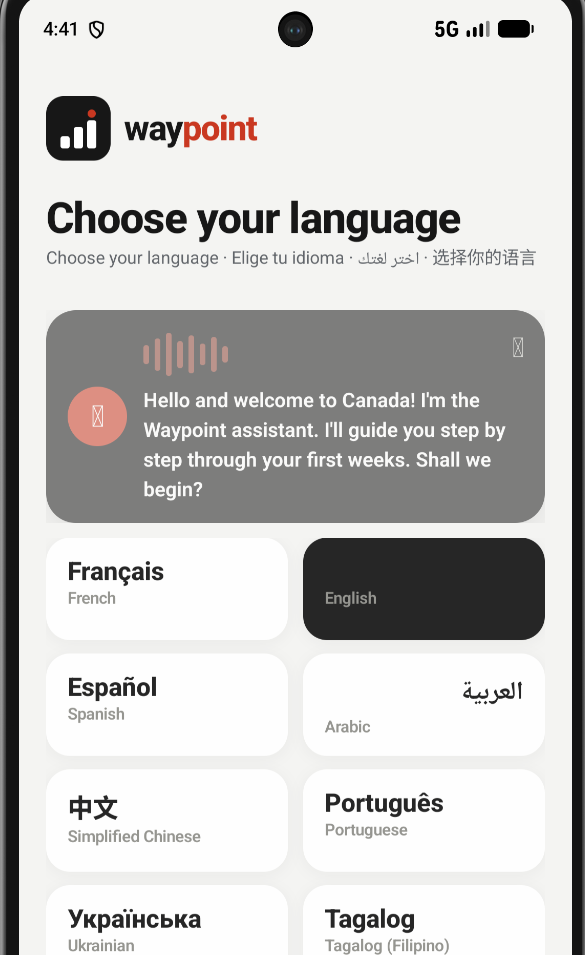 4:41
5G
waypoint
Choose your language
Choose your language · Elige tu idioma · اختر لغتك · 选择你的语言
Hello and welcome to Canada! I'm the
Waypoint assistant. I'll guide you step by
step through your first weeks. Shall we
begin?
Français
French
English
Español
Spanish
العربية
Arabic
中文
Simplified Chinese
Português
Portuguese
Українська
Ukrainian
Tagalog
Tagalog (Filipino)